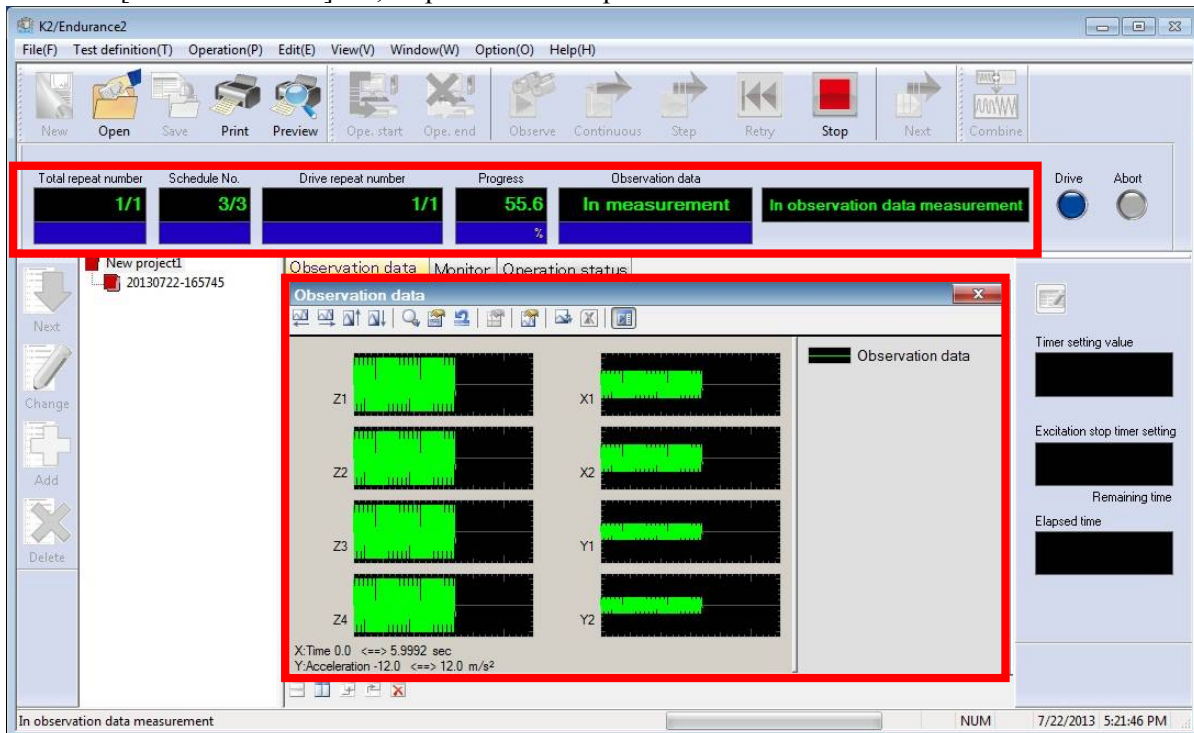 K2/Endurance2
File(F) Test definition(T) Operation(P) Edit(E) View(V) Window(W) Option(O) Help(H)
New Open Save Print Preview Ope. start Ope. end Observe Continuous Step Retry Stop Next Combine
Total repeat number Schedule No. Drive repeat number Progress Observation data Drive Abort
1/1 3/3 1/1 55.6 In measurement In observation data measurement
%
New project1
20130722-165745
Observation data Monitor Operation status
Observation data
Next
Change
Add
Delete
Z1 X1
Z2 X2
Z3 Y1
Z4 Y2
Observation data
X:Time 0.0 <==> 5.9992 sec
Y:Acceleration -12.0 <==> 12.0 m/s²
Timer setting value
Excitation stop timer setting
Remaining time
Elapsed time
In observation data measurement NUM 7/22/2013 5:21:46 PM